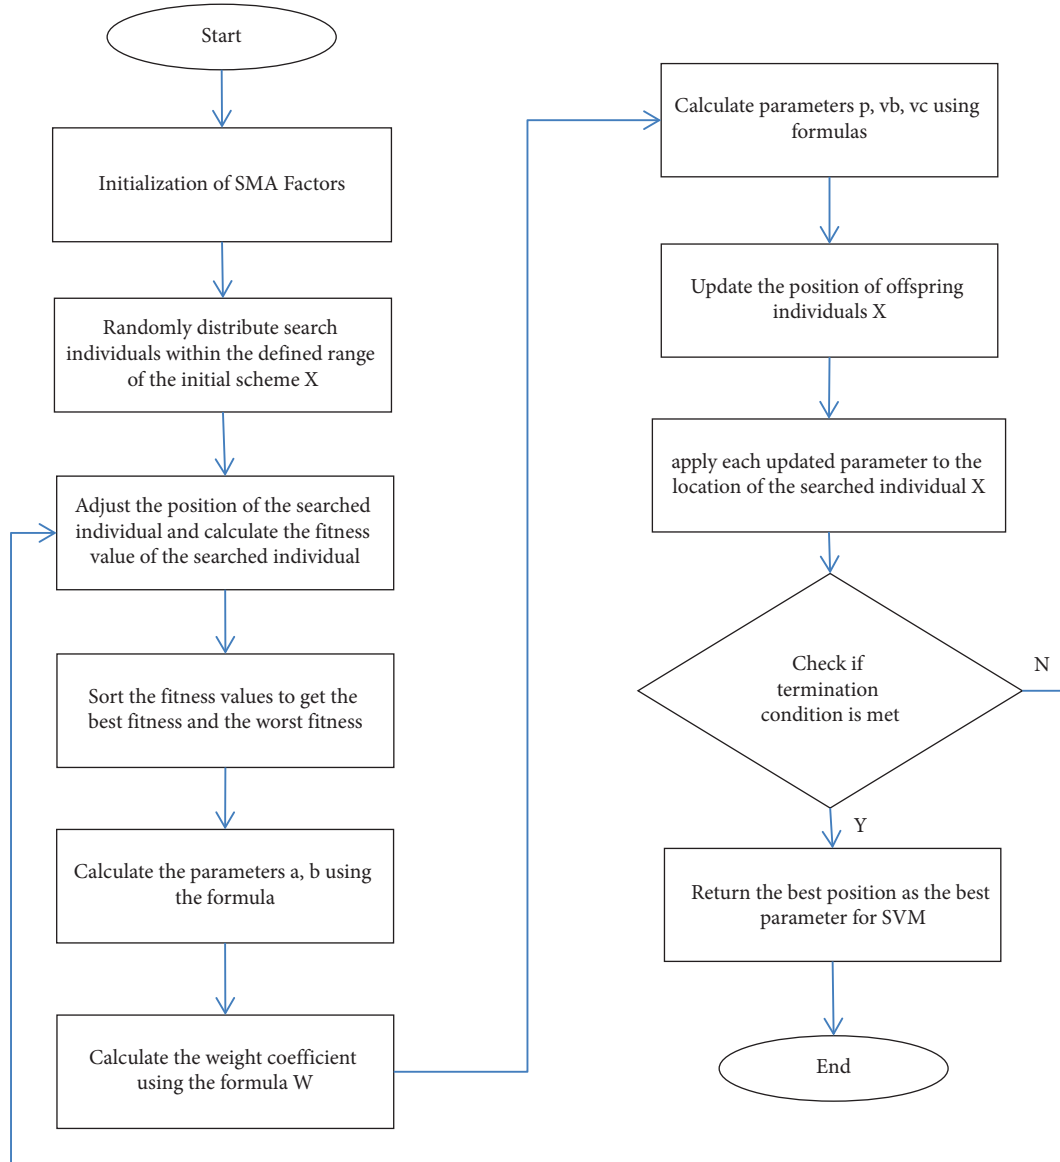 Start
Initialization of SMA Factors
Randomly distribute search
individuals within the defined range
of the initial scheme X
Adjust the position of the searched
individual and calculate the fitness
value of the searched individual
Sort the fitness values to get the
best fitness and the worst fitness
Calculate the parameters a, b using
the formula
Calculate the weight coefficient
using the formula W
Calculate parameters p, vb, vc using
formulas
Update the position of offspring
individuals X
apply each updated parameter to the
location of the searched individual X
Check if
termination
condition is met
N
Y
Return the best position as the best
parameter for SVM
End